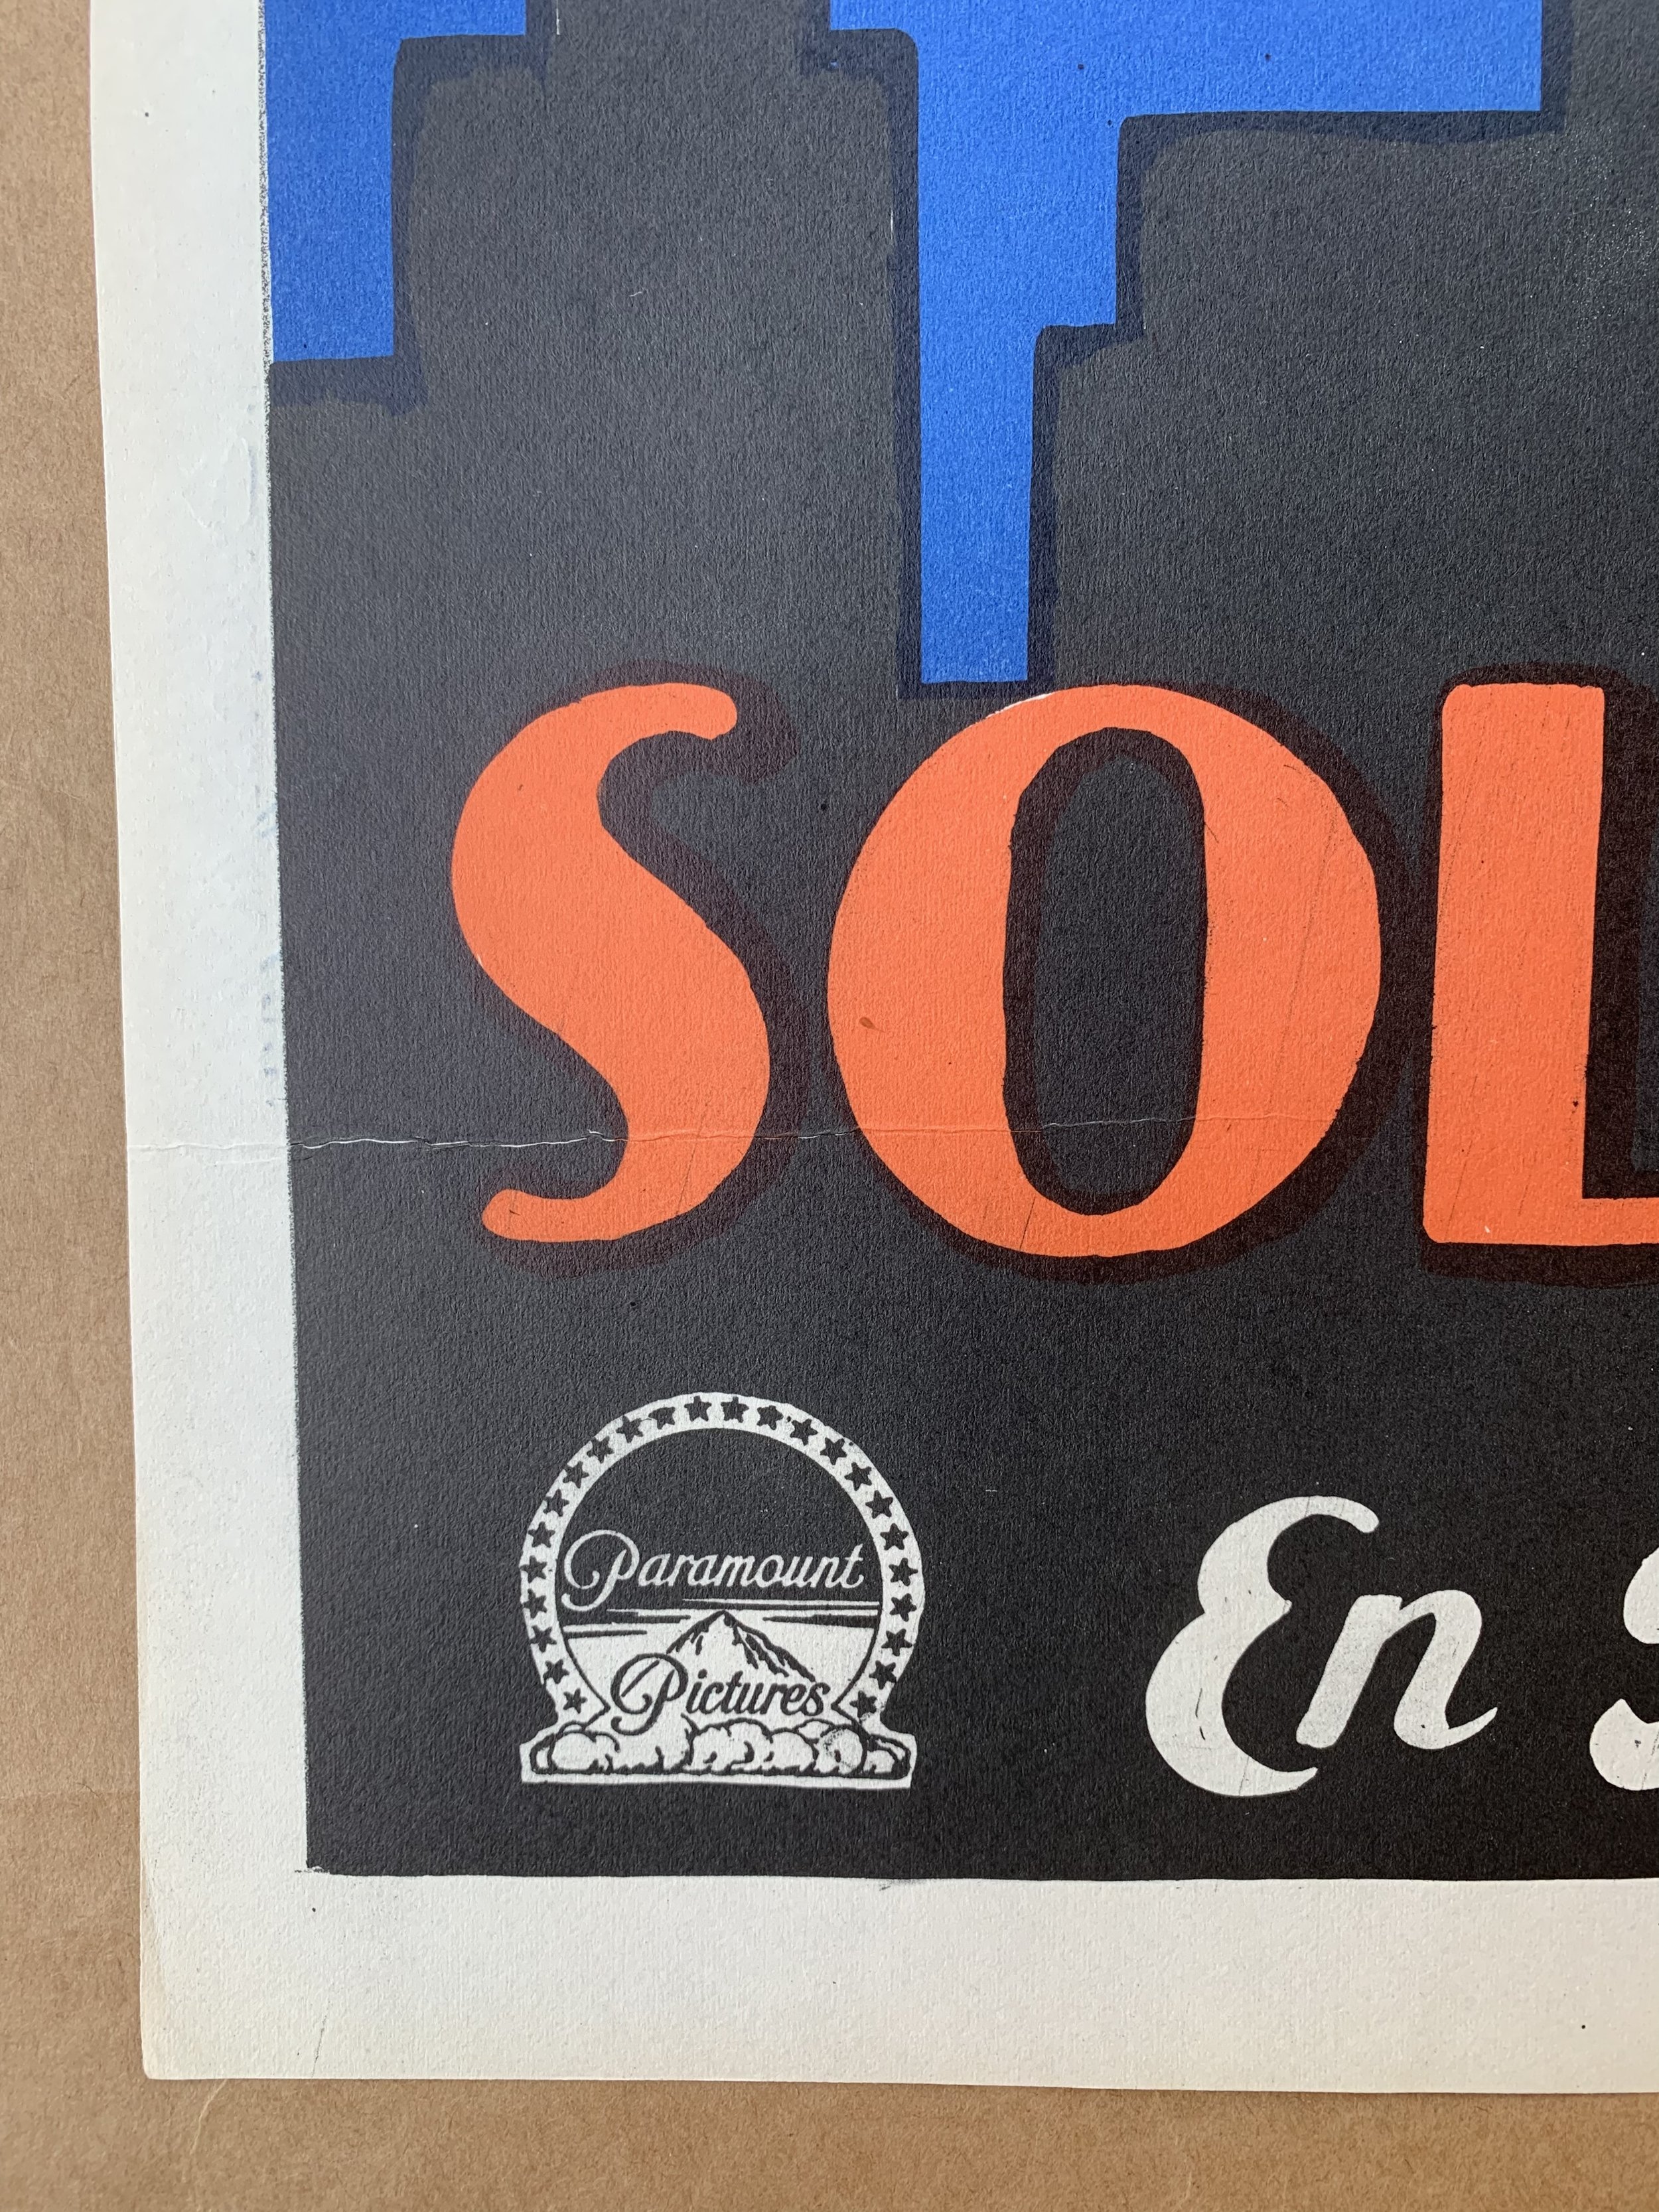 SOL
En
Paramount
Pictures